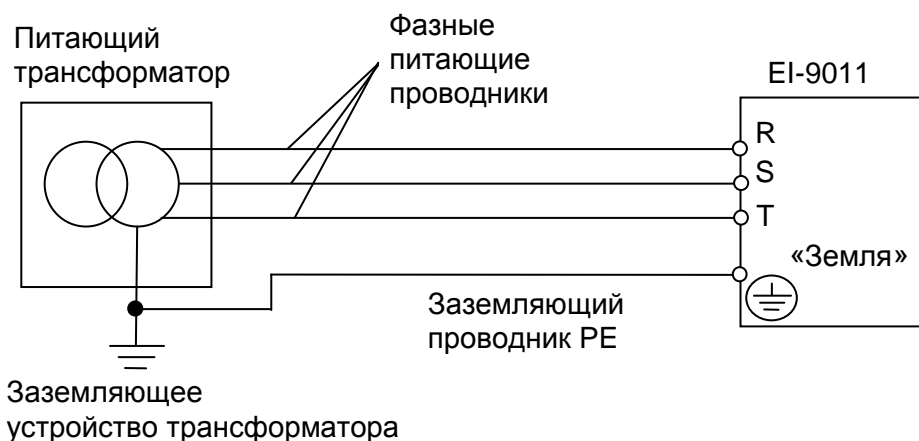 Питающий
трансформатор
Фазные
питающие
проводники
EI-9011
R
S
T
«Земля»
Заземляющий
проводник PE
Заземляющее
устройство трансформатора